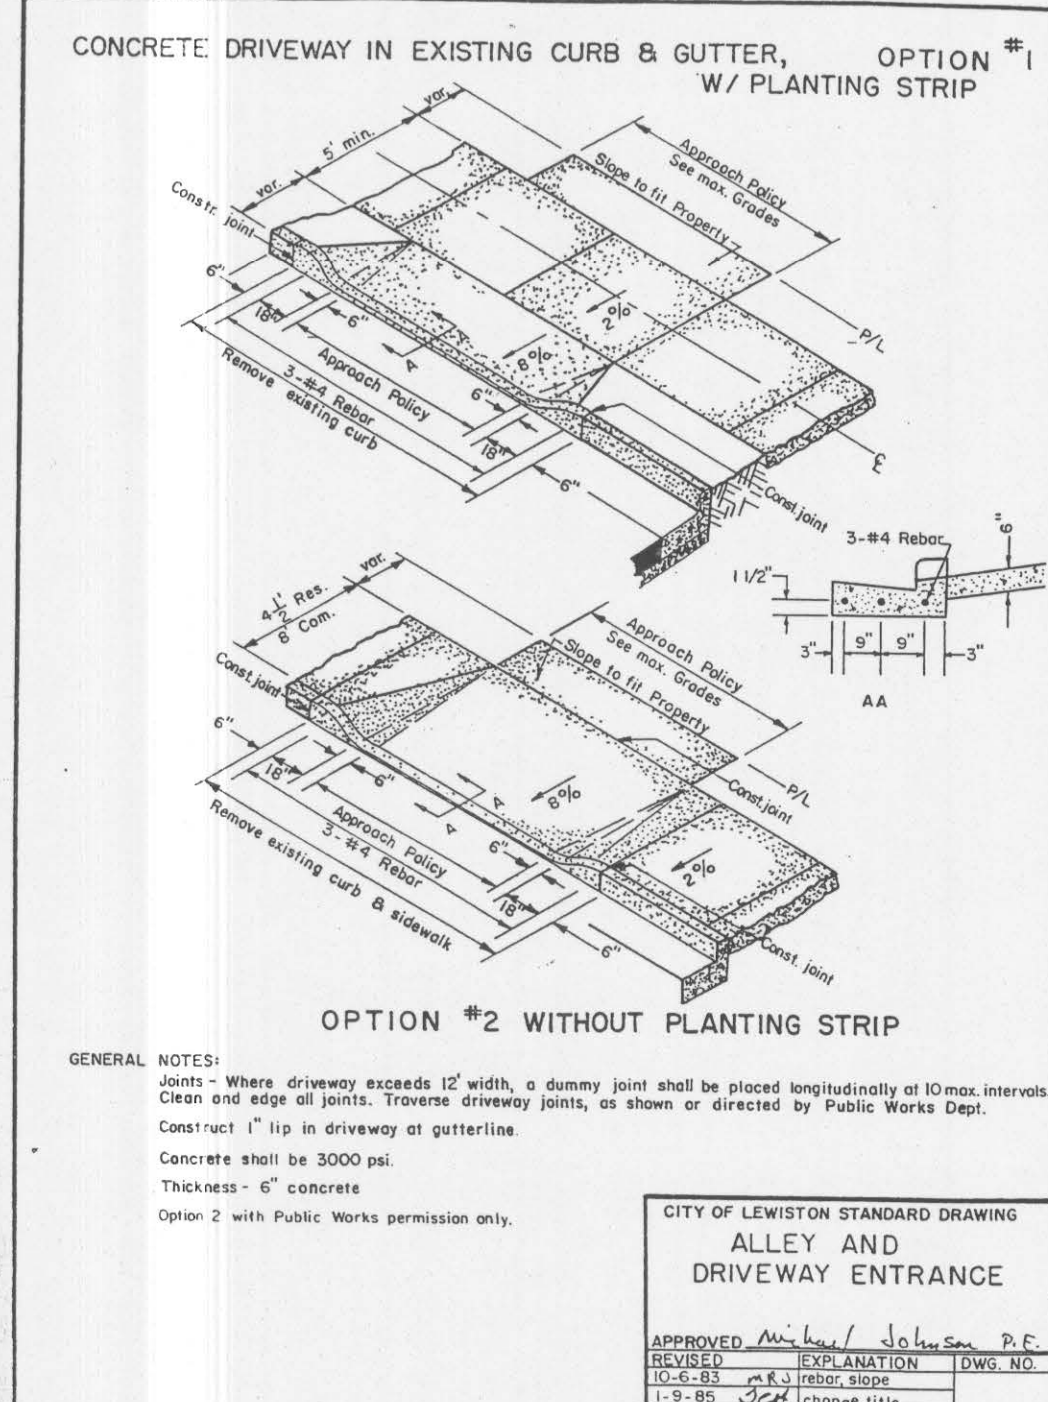 CONCRETE DRIVEWAY IN EXISTING CURB & GUTTER, OPTION #1
W/ PLANTING STRIP
var.
5' min.
var.
Constr. joint
Approach Policy
See max. Grades
Slope to fit Property
6"
18"
6"
Approach Policy
3-#4 Rebar
Remove existing curb
A
A
8%
2%
P/L
6"
18"
6"
Const. joint
3-#4 Rebar
6"
1 1/2"
3"
9"
9"
3"
AA
var.
4 1/2' Res.
8' Com.
Const. joint
Approach Policy
See max. Grades
Slope to fit Property
6"
18"
6"
Approach Policy
3-#4 Rebar
Remove existing curb & sidewalk
A
A
8%
Const. joint
P/L
2%
6"
18"
6"
Const. joint
OPTION #2 WITHOUT PLANTING STRIP
GENERAL NOTES:
Joints - Where driveway exceeds 12' width, a dummy joint shall be placed longitudinally at 10 max. intervals.
Clean and edge all joints. Traverse driveway joints, as shown or directed by Public Works Dept.
Construct 1" lip in driveway at gutterline.
Concrete shall be 3000 psi.
Thickness - 6" concrete
Option 2 with Public Works permission only.
CITY OF LEWISTON STANDARD DRAWING
ALLEY AND
DRIVEWAY ENTRANCE
APPROVED Michael Johnson P.E.
REVISED EXPLANATION DWG. NO.
10-6-83 MRJ rebar, slope
1-9-85 change title